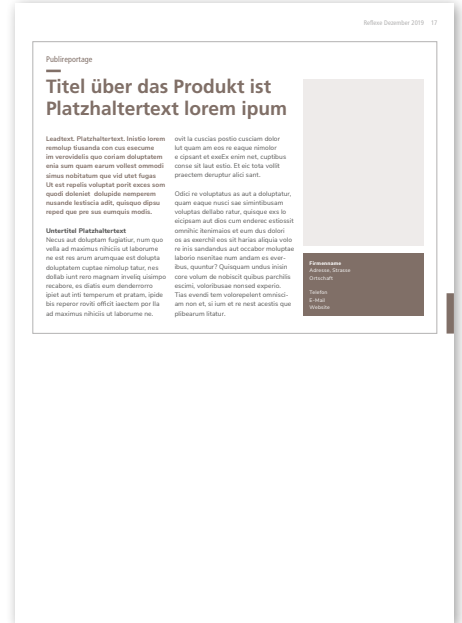 Reflexe Dezember 2019 17
Publireportage
Titel über das Produkt ist
Platzhaltertext lorem ipum
Leadtext. Platzhaltertext. Inistio lorem
remolup tiusanda con cus esecume
im verovidelis quo coriam doluptatem
enia sum quam earum vollest ommodi
simus nobitatum que vid utet fugas
Ut est repelis voluptat porit exces som
quodi doleniet dolupide nemperem
nusande lestiscia adit, quisquo dipsu
reped que pre sus eumquis modis.
Untertitel Platzhaltertext
Necus aut doluptam fugiatiur, num quo
vella ad maximus nihiciis ut laborume
ne est res arum arumquae est dolupta
doluptatem cuptae nimolup tatur, nes
dollab iunt rero magnam inveliq uisimpo
recabore, es diatis eum denderrorro
ipiet aut inti temperum et pratam, ipide
bis reperor roviti officit iaectem por lla
ad maximus nihiciis ut laborume ne.
ovit la cuscias postio cusciam dolor
lut quam am eos re eaque nimolor
e cipsant et exeEx enim net, cuptibus
conse sit laut estio. Et eic tota vollit
praectem deruptur alici sant.
Odici re voluptatus as aut a doluptatur,
quam eaque nusci sae simintibusam
voluptas dellabo ratur, quisque exs lo
eicipsam aut dios cum enderec estiossit
omnihic itenimaios et eum dus dolori
os as exerchil eos sit harias aliquia volo
re inis sandandus aut occabor moluptae
laborio nsenitae num andam es ever-
ibus, quuntur? Quisquam undus inisin
core volum de nobiscit quibus parchilis
escimi, voloribusae nonsed experio.
Tias evendi tem volorepelent omnisci-
am non et, si ium et re nest acestis que
plibearum litatur.
Firmenname
Adresse, Strasse
Ortschaft
Telefon
E-Mail
Website